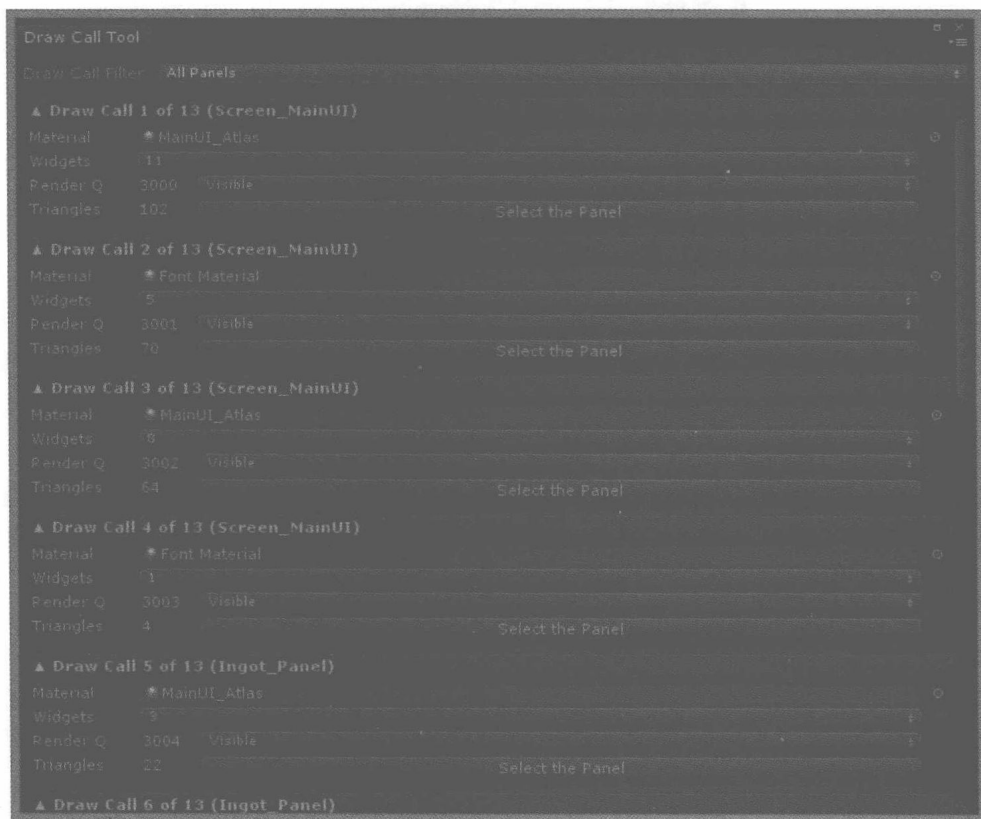 Draw Call Tool
Draw Call Filter All Panels
▲ Draw Call 1 of 13 (Screen_MainUI)
Material MainUI_Atlas
Widgets 11
Render Q 3000 Visible
Triangles 102 Select the Panel
▲ Draw Call 2 of 13 (Screen_MainUI)
Material Font Material
Widgets 5
Render Q 3001 Visible
Triangles 70 Select the Panel
▲ Draw Call 3 of 13 (Screen_MainUI)
Material MainUI_Atlas
Widgets
Render Q 3002 Visible
Triangles 64 Select the Panel
▲ Draw Call 4 of 13 (Screen_MainUI)
Material Font Material
Widgets 1
Render Q 3003 Visible
Triangles 4 Select the Panel
▲ Draw Call 5 of 13 (Ingot_Panel)
Material MainUI_Atlas
Widgets
Render Q 3004 Visible
Triangles 22 Select the Panel
▲ Draw Call 6 of 13 (Ingot_Panel)